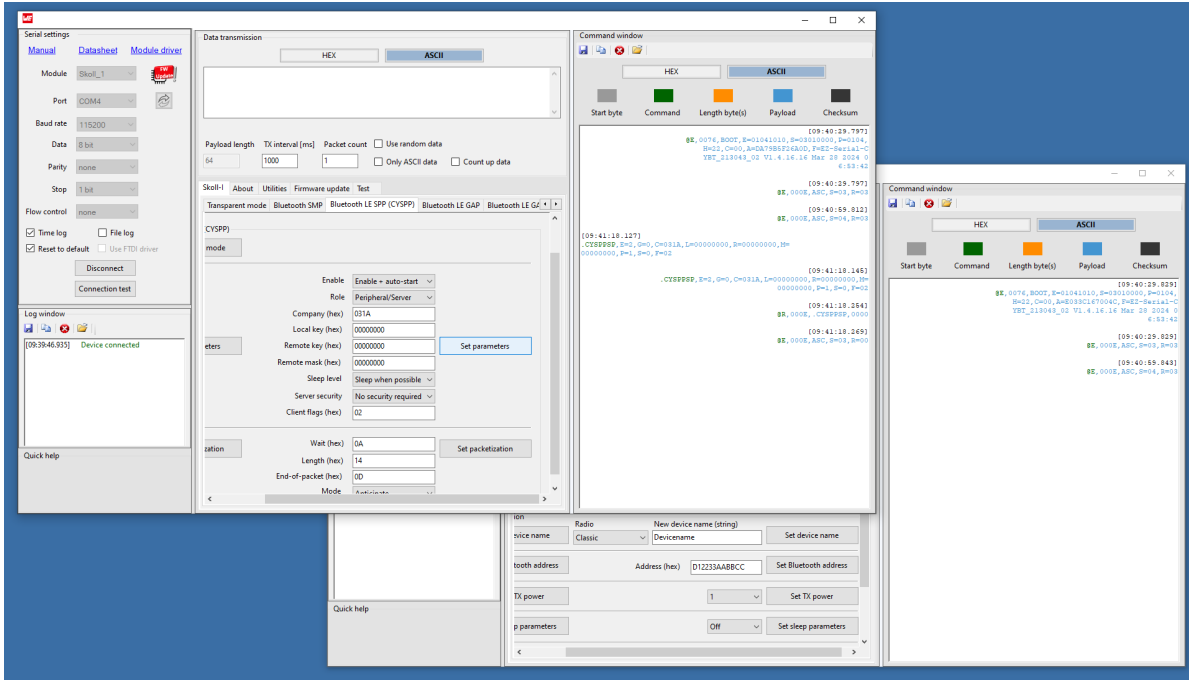 Serial settings
Manual Datasheet Module driver
Module Skoll_1 FW Update
Port COM4
Baud rate 115200
Data 8 bit
Parity none
Stop 1 bit
Flow control none
Time log File log
Reset to default Use FTDI driver
Disconnect
Connection test
Log window
[09:39:46.935] Device connected
Quick help
Data transmission
HEX ASCII
Payload length TX interval [ms] Packet count Use random data
64 1000 1 Only ASCII data Count up data
Skoll-I About Utilities Firmware update Test
Transparent mode Bluetooth SMP Bluetooth LE SPP (CYSPP) Bluetooth LE GAP Bluetooth LE GA
CYSPP)
mode
Enable Enable + auto-start
Role Peripheral/Server
Company (hex) 031A
Local key (hex) 00000000
eters Remote key (hex) 00000000 Set parameters
Remote mask (hex) 00000000
Sleep level Sleep when possible
Server security No security required
Client flags (hex) 02
zation Wait (hex) 0A Set packetization
Length (hex) 14
End-of-packet (hex) 0D
Mode Anticipate
Command window
HEX ASCII
Start byte Command Length byte(s) Payload Checksum
[09:40:29.797]
@E,0076,BOOT,E=01041010,S=03010000,P=0104,
H=22,C=00,A=DA79B5F26A0D,F=EZ-Serial-C
YBT_213043_02 V1.4.16.16 Mar 28 2024 0
6:53:42
[09:40:29.797]
@E,000E,ASC,S=03,R=03
[09:40:59.812]
@E,000E,ASC,S=04,R=03
[09:41:18.127]
.CYSPPSP,E=2,G=0,C=031A,L=00000000,R=00000000,M=
00000000,P=1,S=0,F=02
[09:41:18.145]
.CYSPPSP,E=2,G=0,C=031A,L=00000000,R=00000000,M=
00000000,P=1,S=0,F=02
[09:41:18.254]
@R,000E,.CYSPPSP,0000
[09:41:18.269]
@E,000E,ASC,S=03,R=00
Command window
HEX ASCII
Start byte Command Length byte(s) Payload Checksum
[09:40:29.829]
@E,0076,BOOT,E=01041010,S=03010000,P=0104,
H=22,C=00,A=E033C167004C,F=EZ-Serial-C
YBT_213043_02 V1.4.16.16 Mar 28 2024 0
6:53:42
[09:40:29.829]
@E,000E,ASC,S=03,R=03
[09:40:59.843]
@E,000E,ASC,S=04,R=03
Quick help
ion
Radio New device name (string)
evice name Classic Devicename Set device name
tooth address Address (hex) D12233AABBCC Set Bluetooth address
TX power 1 Set TX power
p parameters Off Set sleep parameters